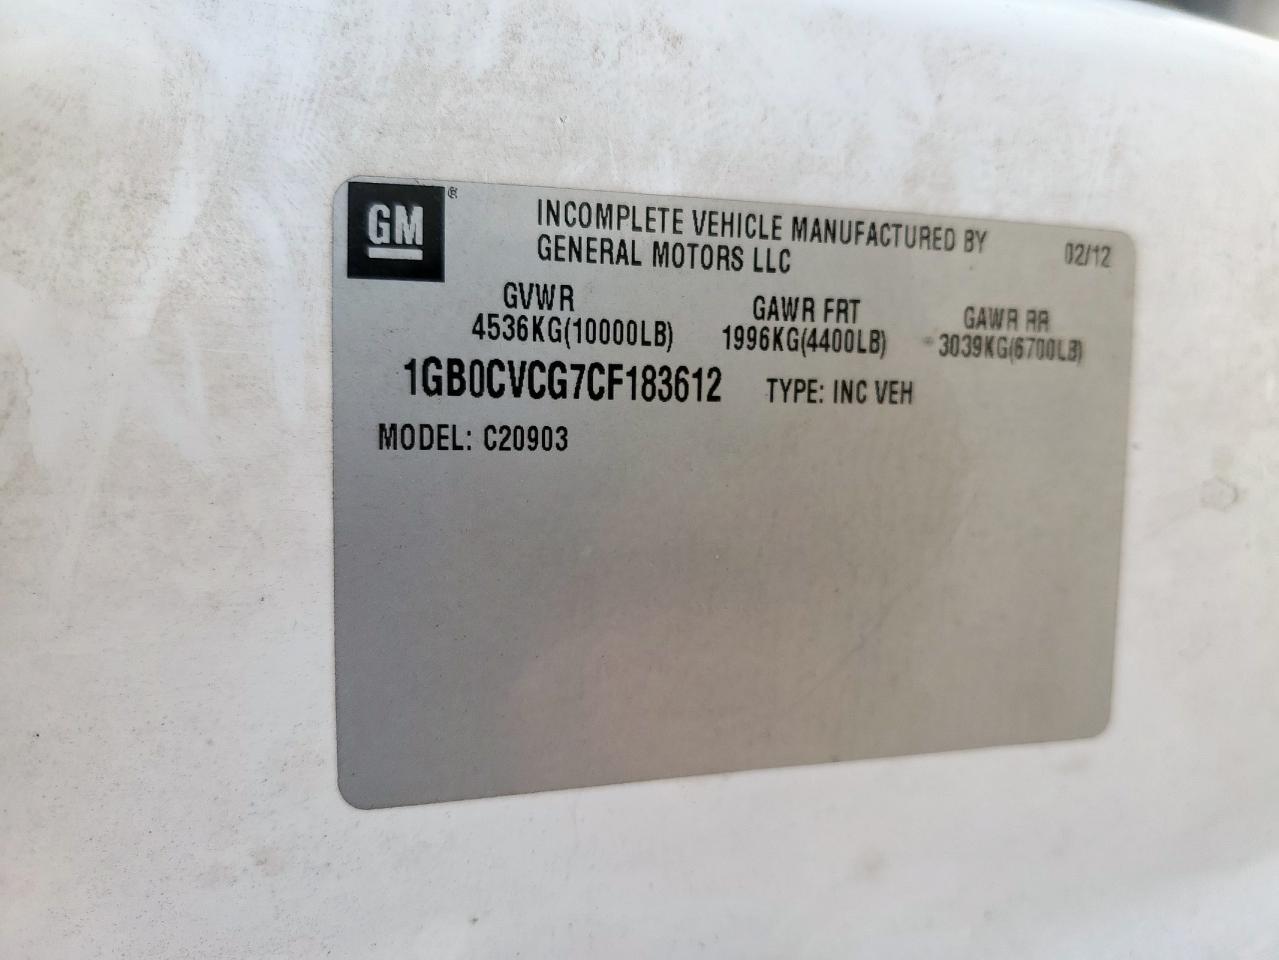 GM ®
INCOMPLETE VEHICLE MANUFACTURED BY
GENERAL MOTORS LLC
02/12
GVWR GAWR FRT GAWR RR
4536KG(10000LB) 1996KG(4400LB) 3039KG(6700LB)
1GB0CVCG7CF183612 TYPE: INC VEH
MODEL: C20903